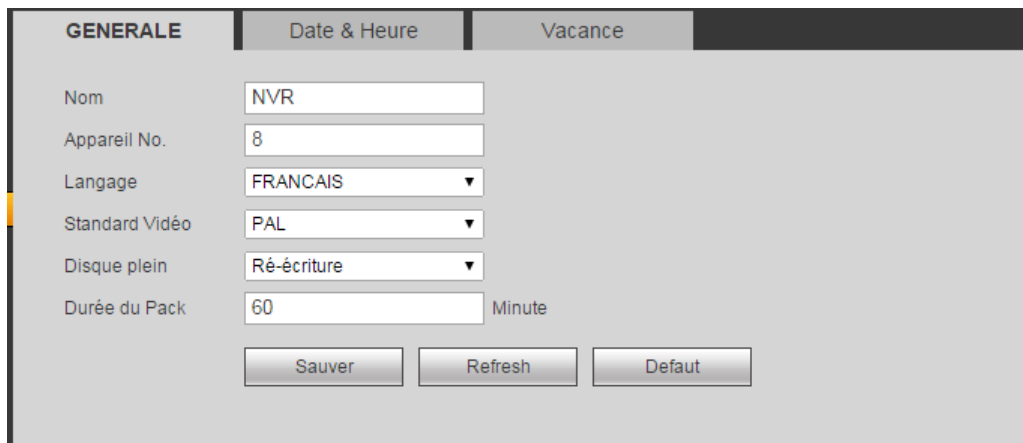 GENERALE Date & Heure Vacance
Nom NVR
Appareil No. 8
Langage FRANCAIS
Standard Vidéo PAL
Disque plein Ré-écriture
Durée du Pack 60 Minute
Sauver Refresh Defaut